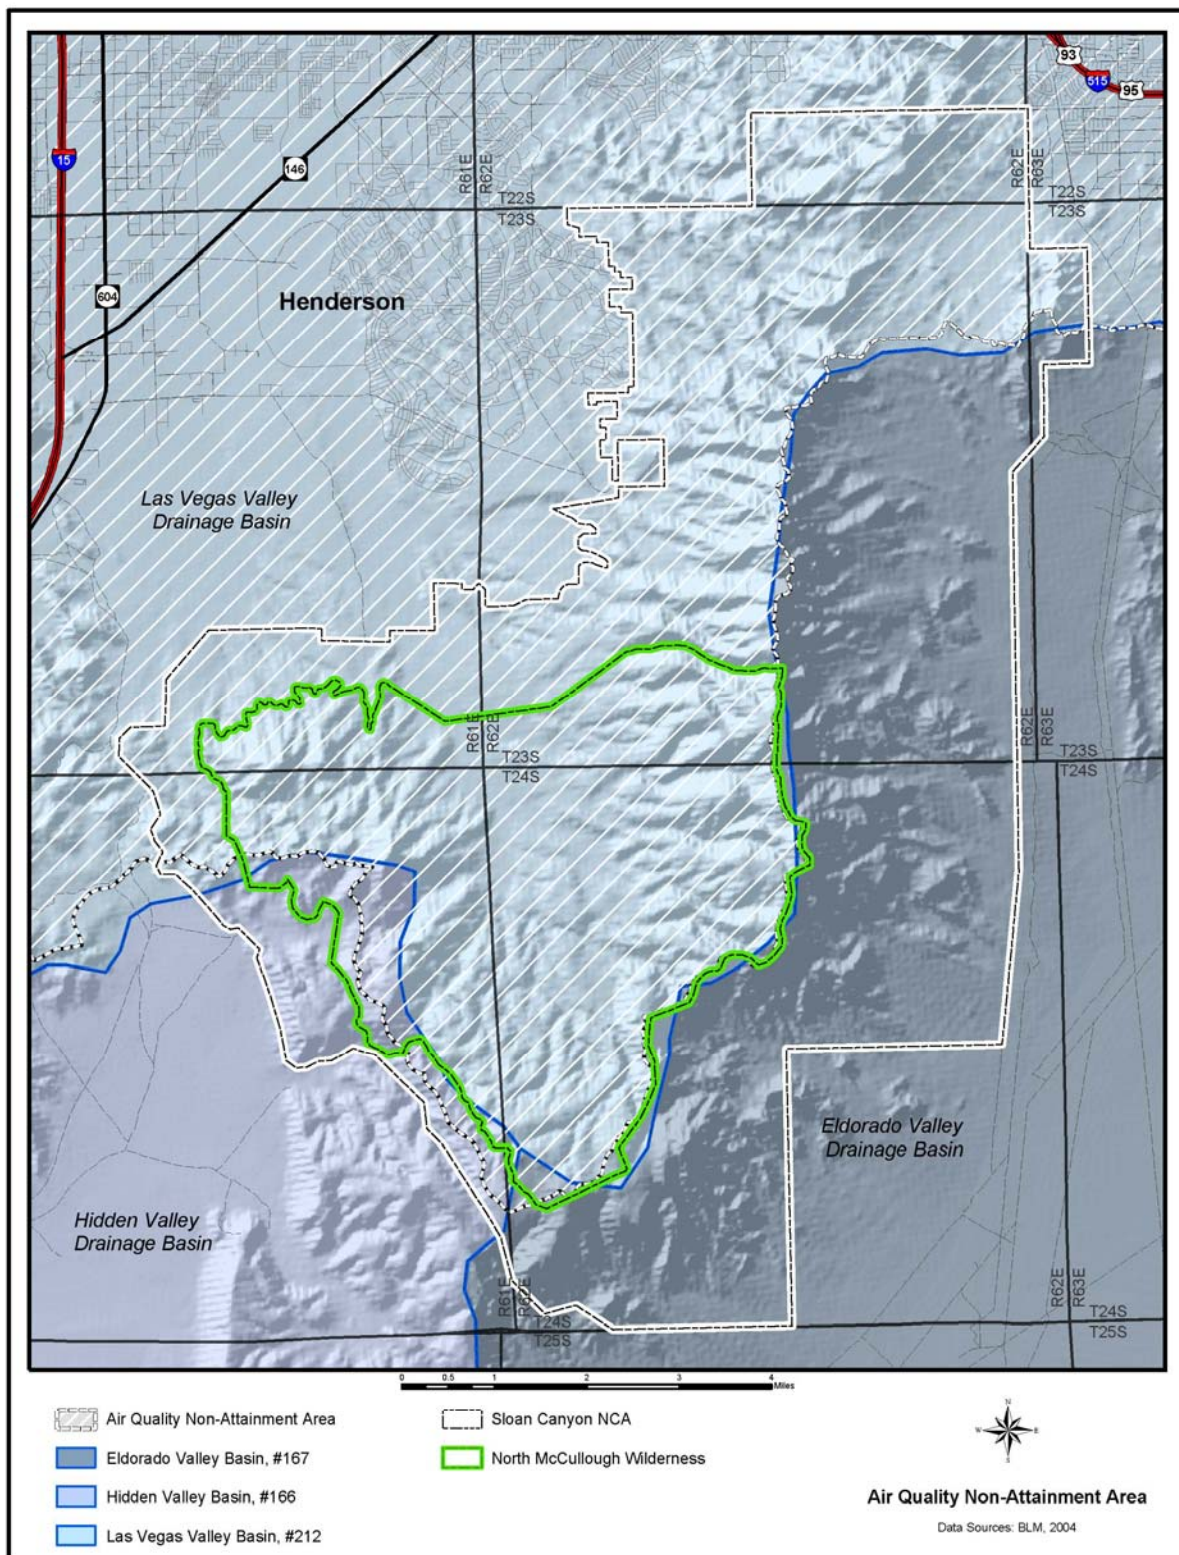 93
515
95
15
146
R61E
R62E
T22S
T23S
R62E
R63E
T22S
T23S
604
Henderson
Las Vegas Valley
Drainage Basin
R61E
R62E
T23S
T24S
R62E
R63E
T23S
T24S
Eldorado Valley
Drainage Basin
Hidden Valley
Drainage Basin
R61E
R62E
T24S
T25S
R62E
R63E
T24S
T25S
0 0.5 1 2 3 4
Miles
Air Quality Non-Attainment Area
Eldorado Valley Basin, #167
Hidden Valley Basin, #166
Las Vegas Valley Basin, #212
Sloan Canyon NCA
North McCullough Wilderness
N
W E
S
Air Quality Non-Attainment Area
Data Sources: BLM, 2004